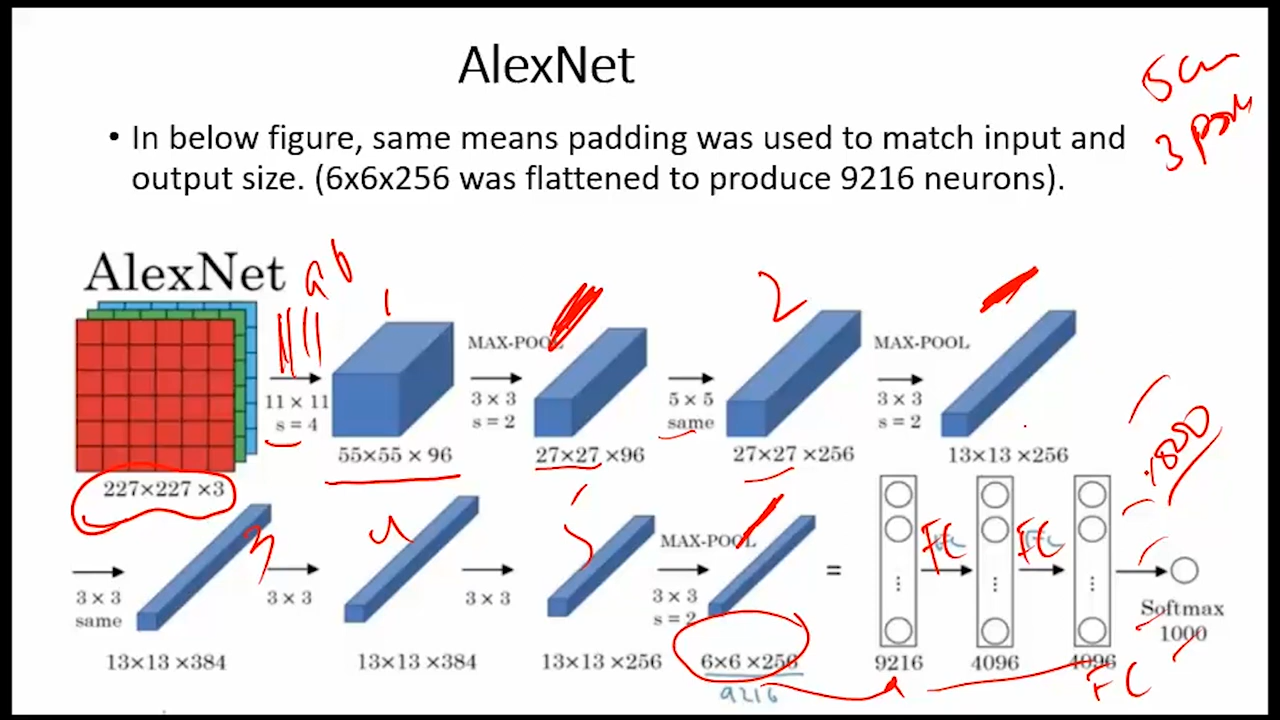 AlexNet
5 Con
3 Pool
• In below figure, same means padding was used to match input and
output size. (6x6x256 was flattened to produce 9216 neurons).
AlexNet
a b
1
2
MAX-POOL
MAX-POOL
11 × 11
s = 4
3 × 3
s = 2
5 × 5
same
3 × 3
s = 2
227×227 ×3
55×55 × 96
27×27 ×96
27×27 ×256
13×13 ×256
1000
3
4
5
MAX-POOL
=
FC
FC
3 × 3
same
3 × 3
3 × 3
3 × 3
s = 2
Softmax
1000
13×13 ×384
13×13 ×384
13×13 ×256
6×6 ×256
9216
4096
4096
9216
FC